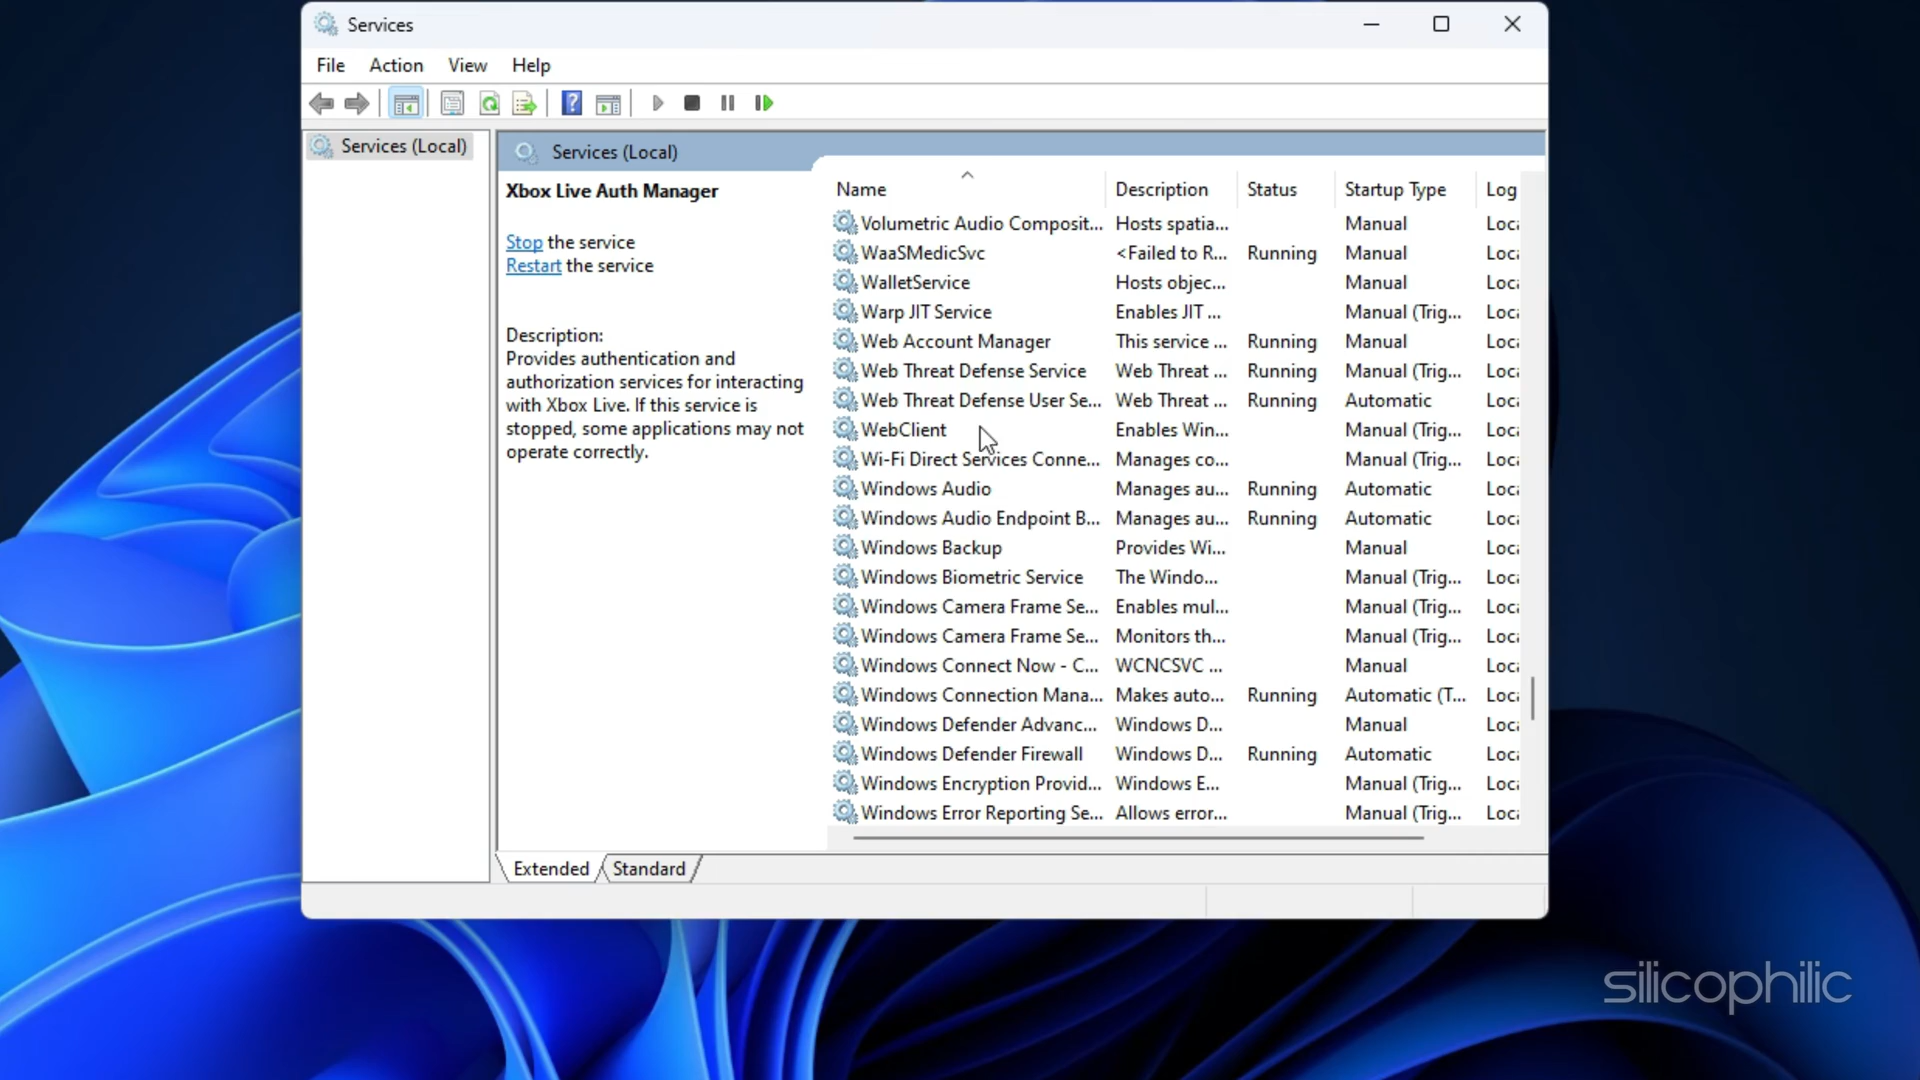 Services
File Action View Help
Services (Local)
Services (Local)
Xbox Live Auth Manager
Stop the service
Restart the service
Description:
Provides authentication and
authorization services for interacting
with Xbox Live. If this service is
stopped, some applications may not
operate correctly.
Name Description Status Startup Type Log
Volumetric Audio Composit... Hosts spatia... Manual Loca
WaaSMedicSvc <Failed to R... Running Manual Loca
WalletService Hosts objec... Manual Loca
Warp JIT Service Enables JIT ... Manual (Trig... Loca
Web Account Manager This service ... Running Manual Loca
Web Threat Defense Service Web Threat ... Running Manual (Trig... Loca
Web Threat Defense User Se... Web Threat ... Running Automatic Loca
WebClient Enables Win... Manual (Trig... Loca
Wi-Fi Direct Services Conne... Manages co... Manual (Trig... Loca
Windows Audio Manages au... Running Automatic Loca
Windows Audio Endpoint B... Manages au... Running Automatic Loca
Windows Backup Provides Wi... Manual Loca
Windows Biometric Service The Windo... Manual (Trig... Loca
Windows Camera Frame Se... Enables mul... Manual (Trig... Loca
Windows Camera Frame Se... Monitors th... Manual (Trig... Loca
Windows Connect Now - C... WCNCSVC ... Manual Loca
Windows Connection Mana... Makes auto... Running Automatic (T... Loca
Windows Defender Advanc... Windows D... Manual Loca
Windows Defender Firewall Windows D... Running Automatic Loca
Windows Encryption Provid... Windows E... Manual (Trig... Loca
Windows Error Reporting Se... Allows error... Manual (Trig... Loca
Extended Standard
silicophilic